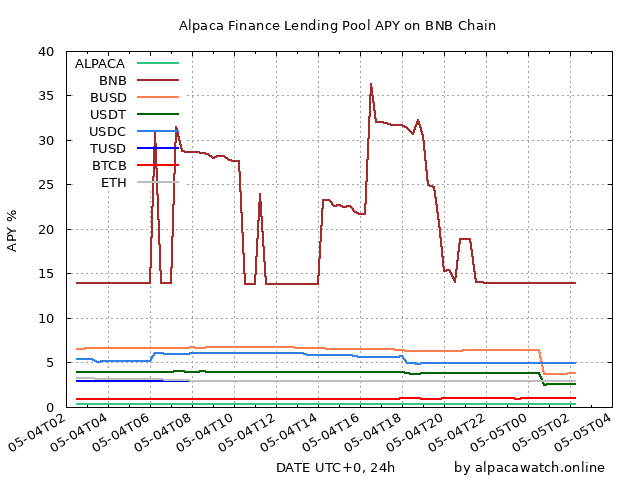 Alpaca Finance Lending Pool APY on BNB Chain
40
35
30
25
20
15
10
5
0
APY %
ALPACA
BNB
BUSD
USDT
USDC
TUSD
BTCB
ETH
05-04T02
05-04T04
05-04T06
05-04T08
05-04T10
05-04T12
05-04T14
05-04T16
05-04T18
05-04T20
05-04T22
05-05T00
05-05T02
05-05T04
DATE UTC+0, 24h
by alpacawatch.online